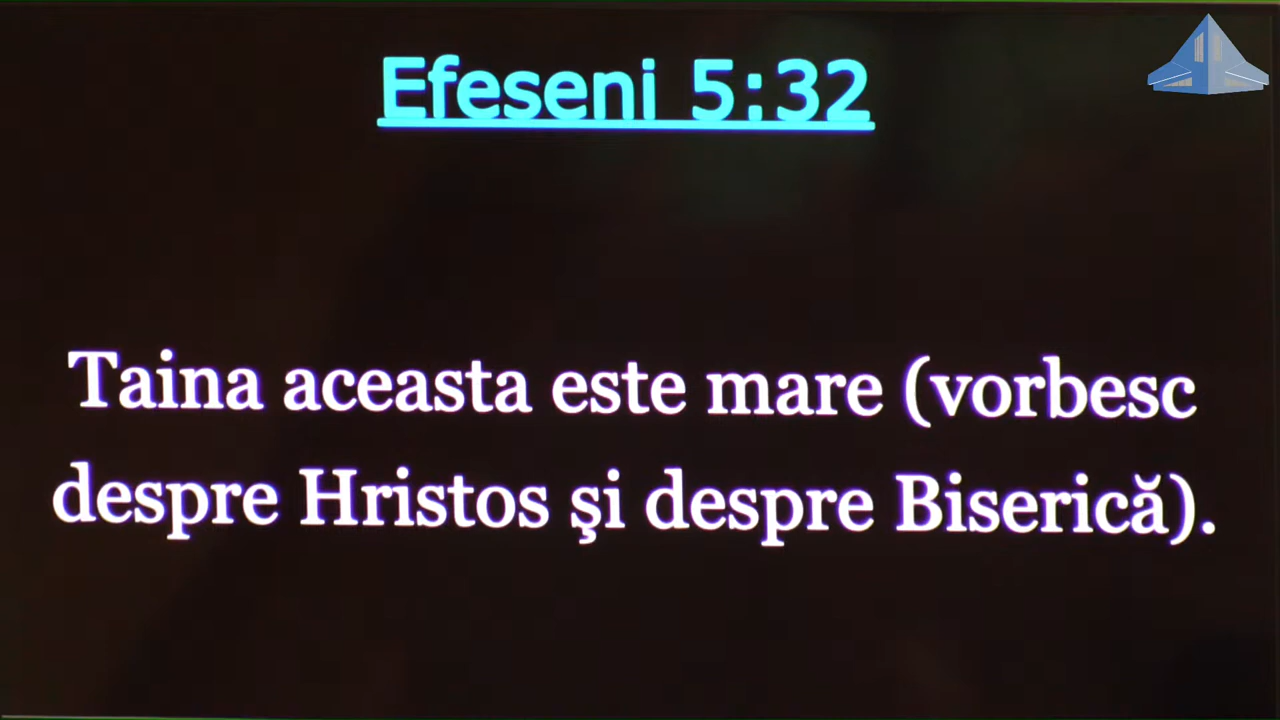 Efeseni 5:32
Taina aceasta este mare (vorbesc
despre Hristos şi despre Biserică).